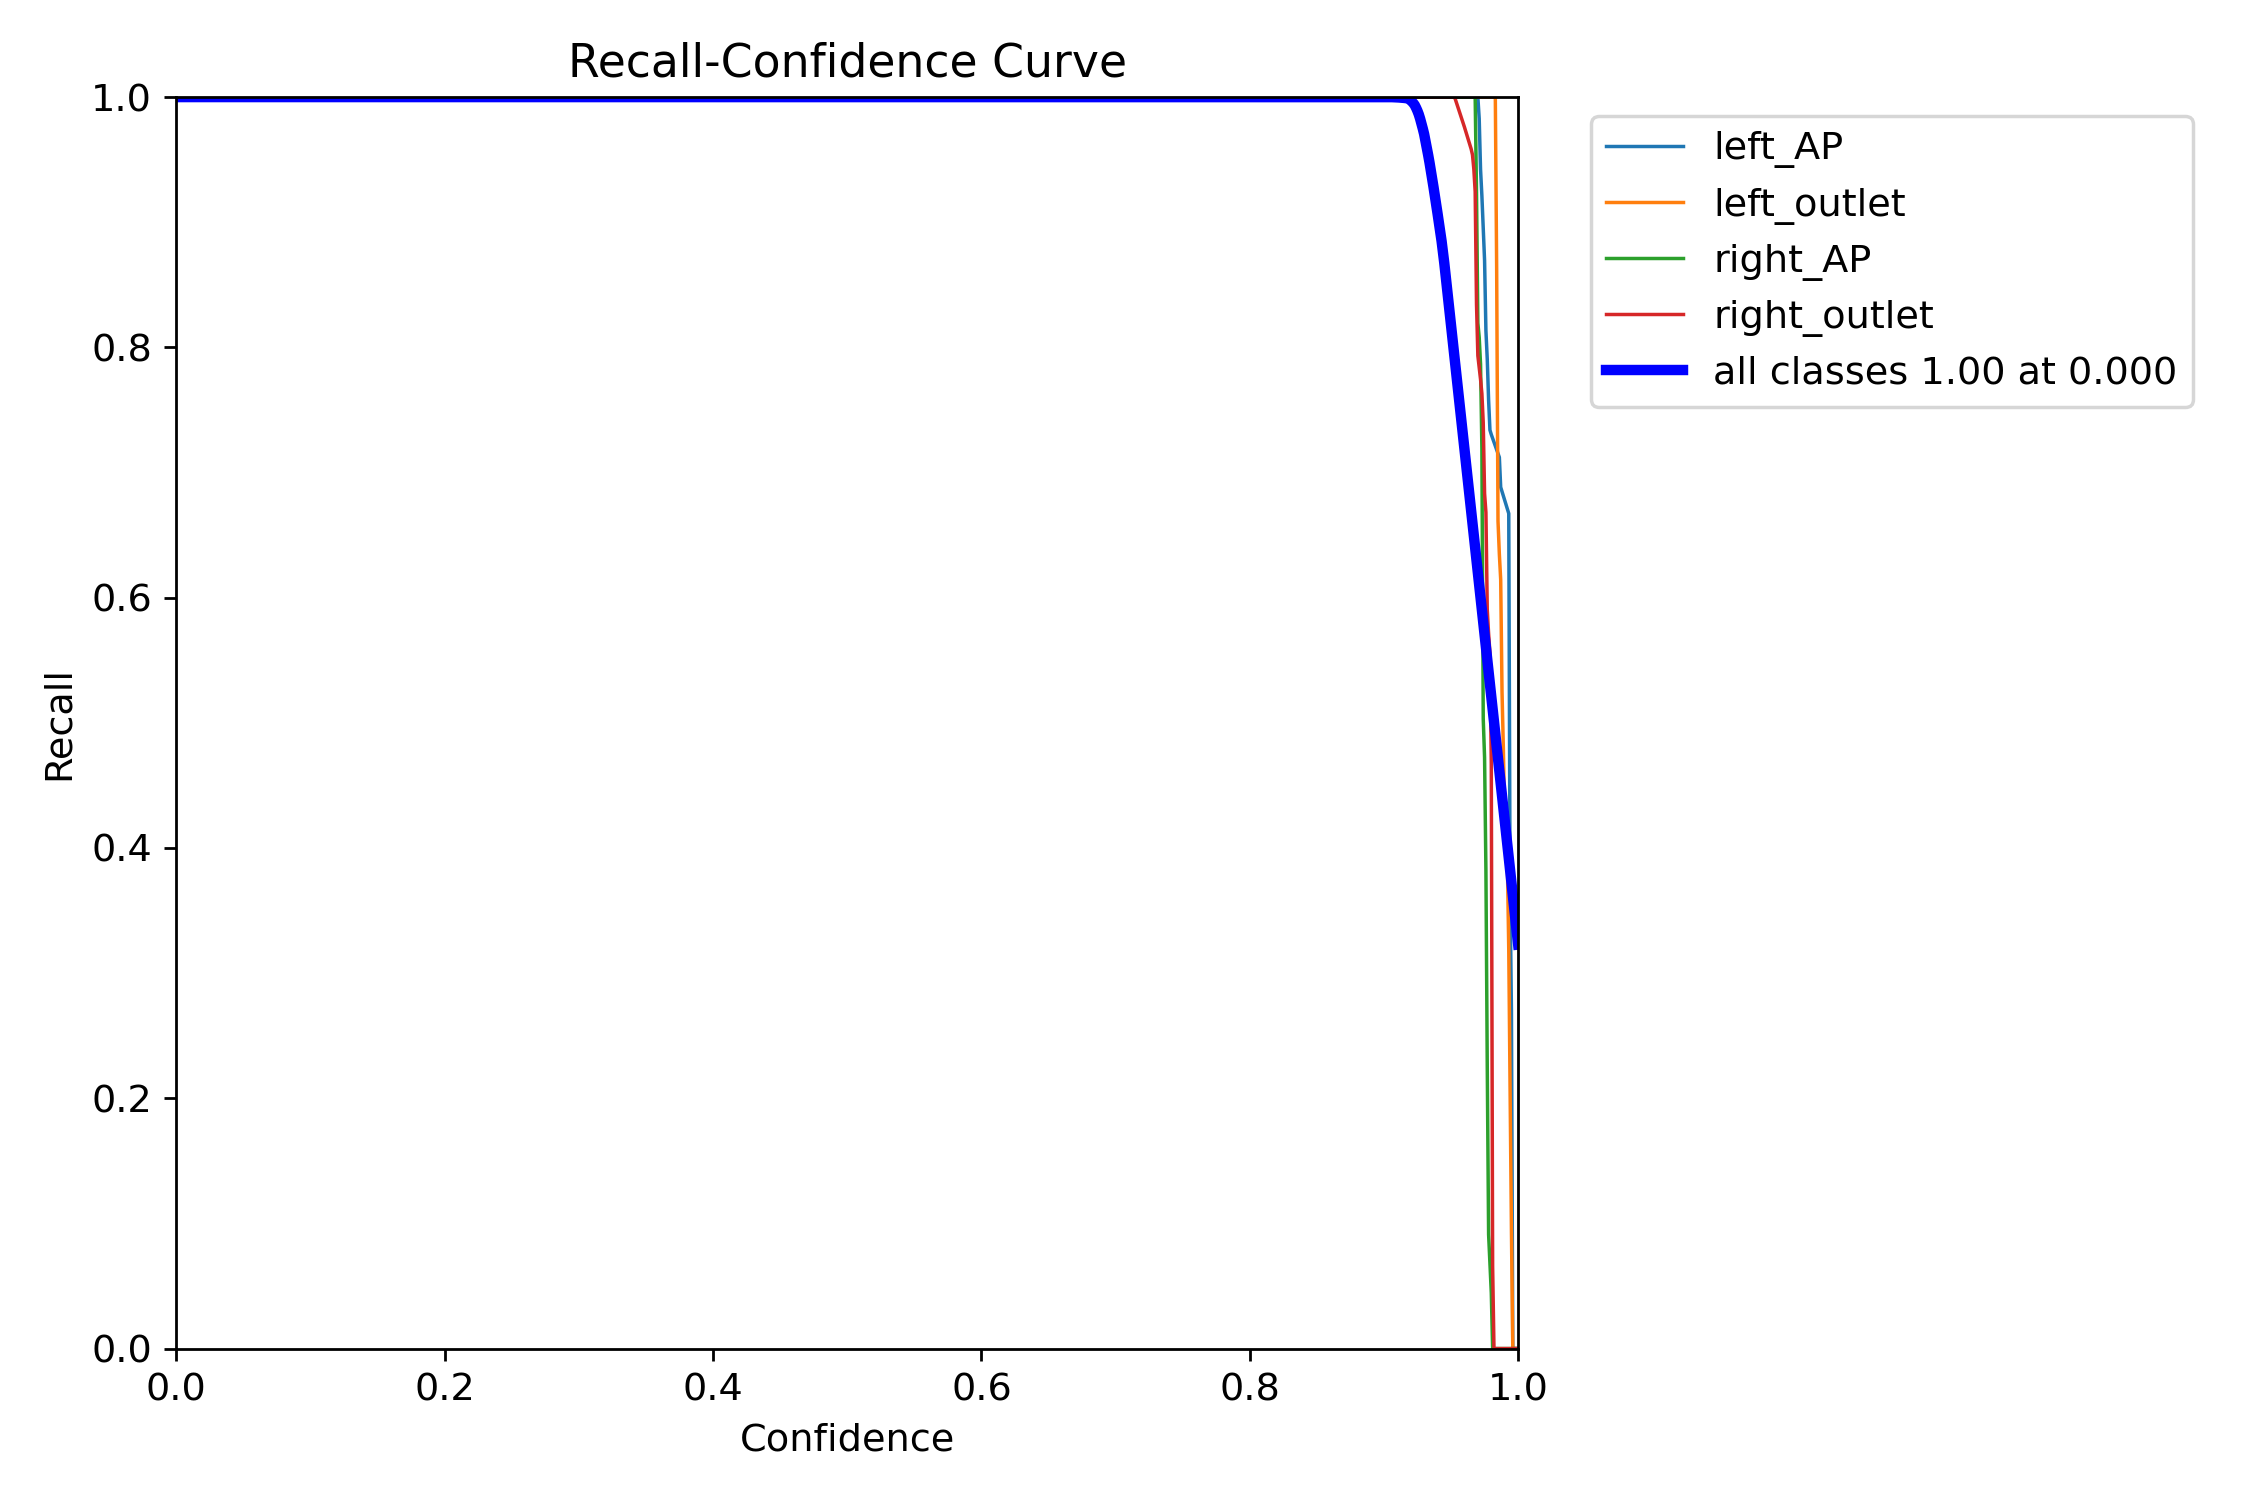 Recall-Confidence Curve
1.0
0.8
0.6
0.4
0.2
0.0
Recall
0.0 0.2 0.4 0.6 0.8 1.0
Confidence
left_AP
left_outlet
right_AP
right_outlet
all classes 1.00 at 0.000